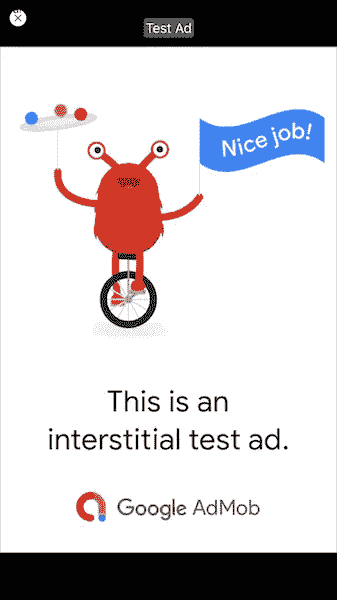 Test Ad
Nice job!
This is an
interstitial test ad.
Google AdMob